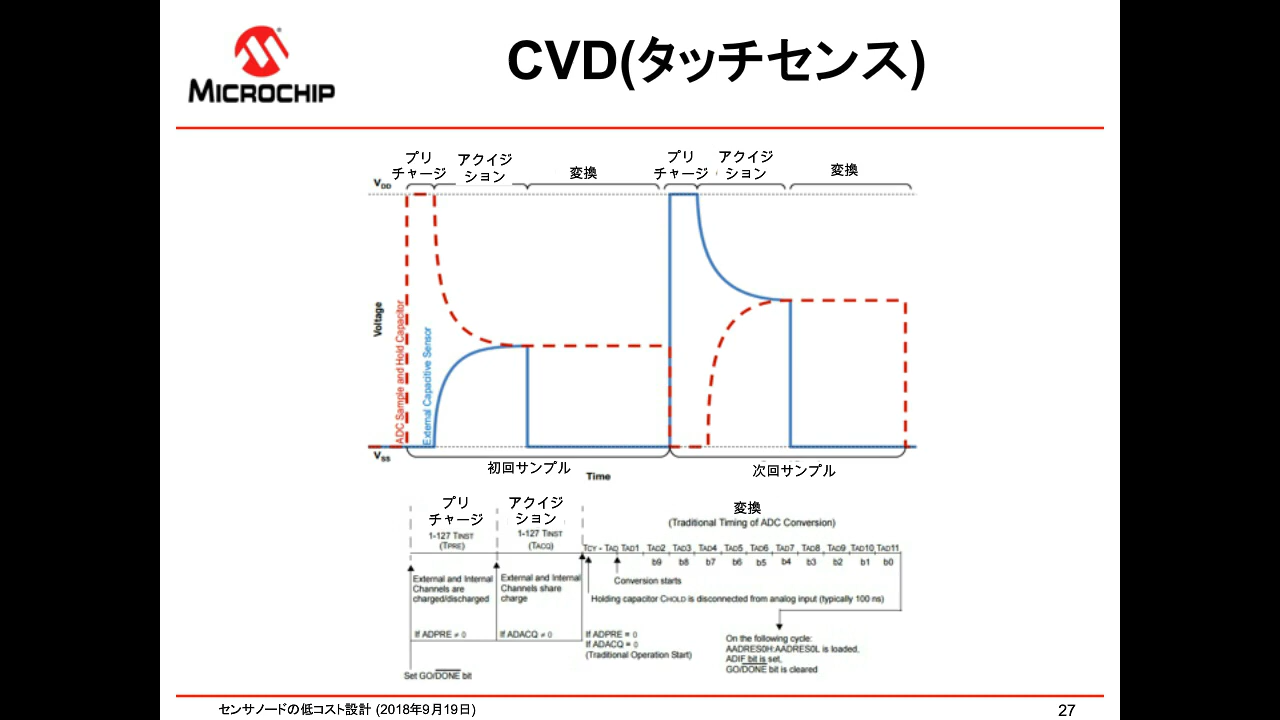 MICROCHIP
CVD(タッチセンス)
プリ
チャージ
アクイジ
ション
変換
プリ
チャージ
アクイジ
ション
変換
VDD
Voltage
ADC Sample and Hold Capacitor
External Capacitive Sensor
VSS
初回サンプル
Time
次回サンプル
プリ
チャージ
1-127 TINST
(TPRE)
アクイジ
ション
1-127 TINST
(TACQ)
変換
(Traditional Timing of ADC Conversion)
TCY - TAD TAD1 TAD2 TAD3 TAD4 TAD5 TAD6 TAD7 TAD8 TAD9 TAD10 TAD11
b9 b8 b7 b6 b5 b4 b3 b2 b1 b0
External and Internal
Channels are
charged/discharged
External and Internal
Channels share
charge
Conversion starts
Holding capacitor CHOLD is disconnected from analog input (typically 100 ns)
If ADPRE ≠ 0
If ADACQ ≠ 0
If ADPRE = 0
If ADACQ = 0
(Traditional Operation Start)
On the following cycle:
AADRES0H:AADRES0L is loaded,
ADIF bit is set,
GO/DONE bit is cleared
Set GO/DONE bit
センサノードの低コスト設計 (2018年9月19日)
27